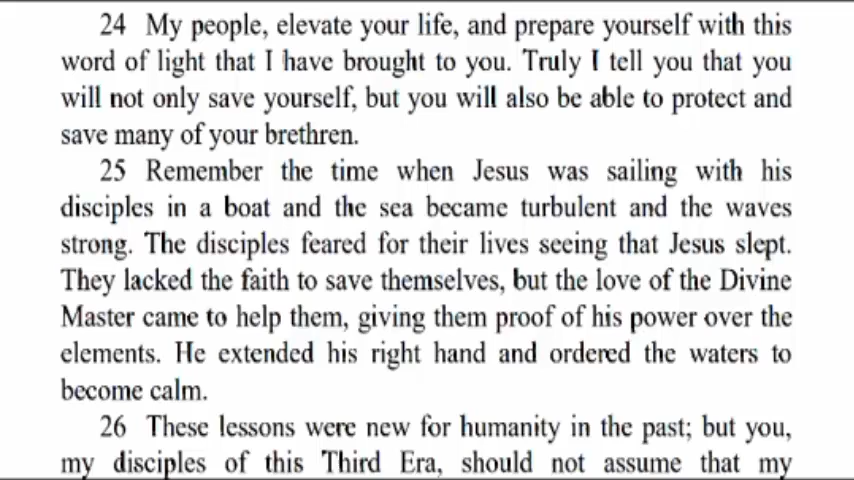 24 My people, elevate your life, and prepare yourself with this
word of light that I have brought to you. Truly I tell you that you
will not only save yourself, but you will also be able to protect and
save many of your brethren.
25 Remember the time when Jesus was sailing with his
disciples in a boat and the sea became turbulent and the waves
strong. The disciples feared for their lives seeing that Jesus slept.
They lacked the faith to save themselves, but the love of the Divine
Master came to help them, giving them proof of his power over the
elements. He extended his right hand and ordered the waters to
become calm.
26 These lessons were new for humanity in the past; but you,
my disciples of this Third Era, should not assume that my